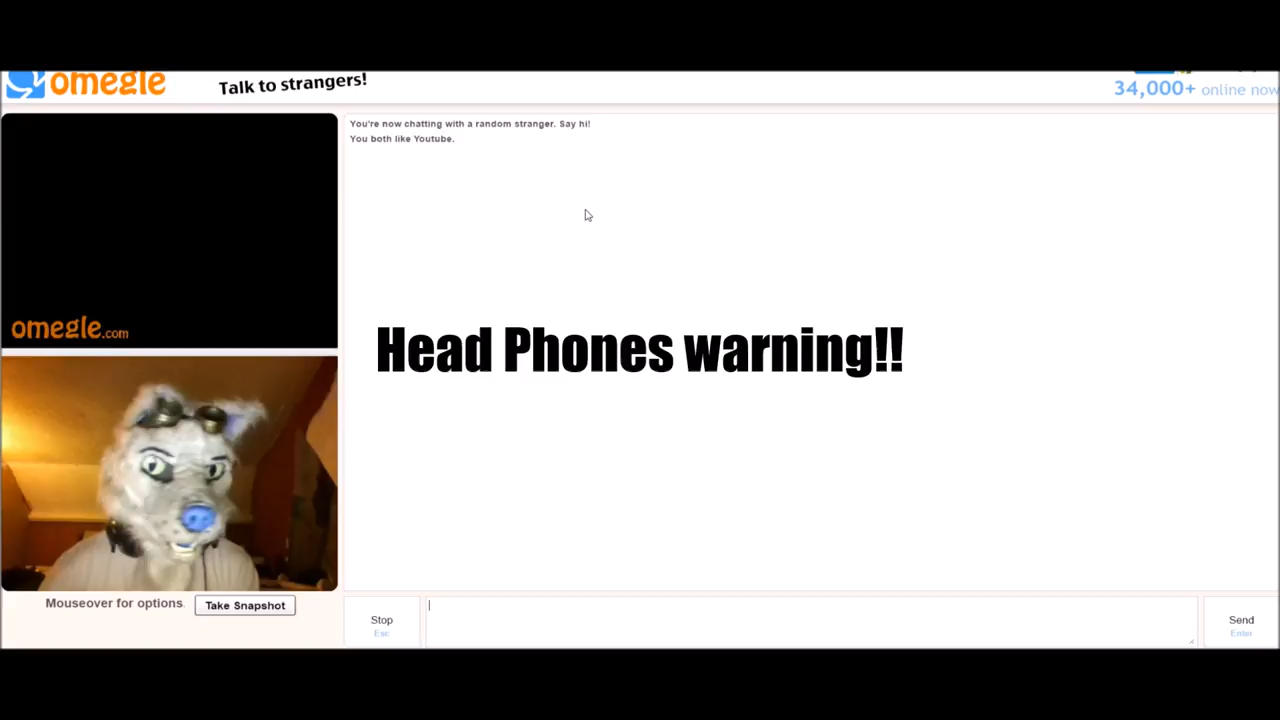 omegle
Talk to strangers!
34,000+ online now
You're now chatting with a random stranger. Say hi!
You both like Youtube.
omegle.com
Head Phones warning!!
Mouseover for options.
Take Snapshot
Stop
Esc
Send
Enter